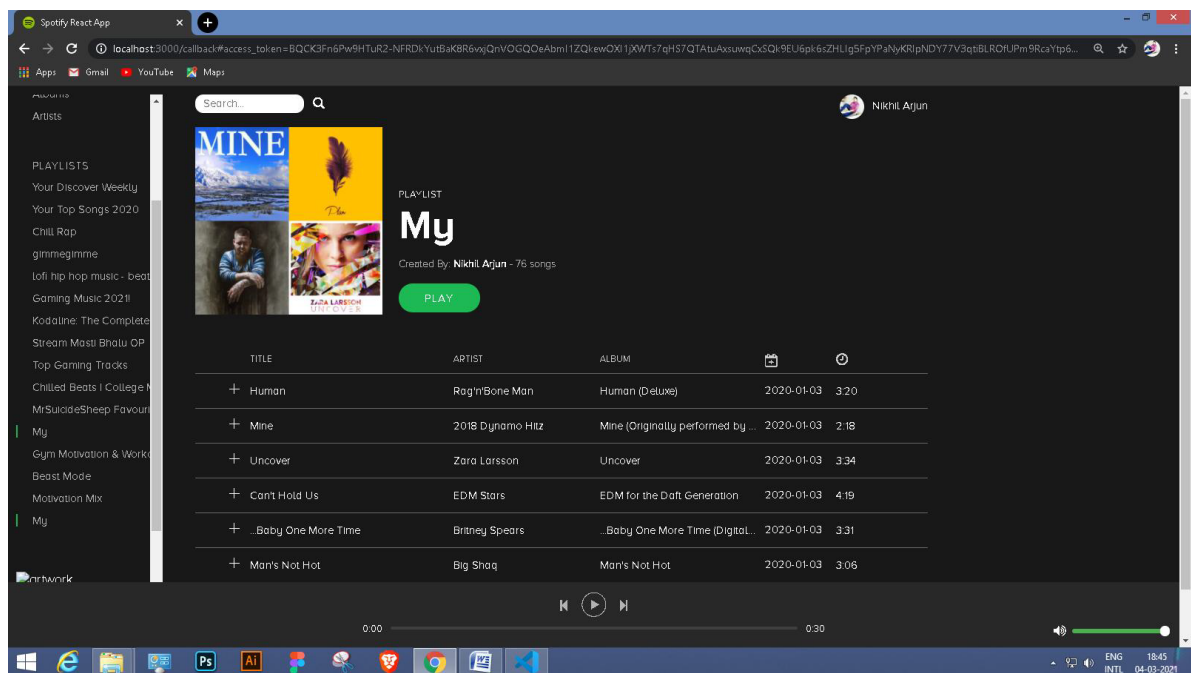 Spotify React App
localhost:3000/callback#access_token=BQCK3Fn6Pw9HTuR2-NFRDkYutBaK8R6vxjQnVOGQOeAbmI1ZQkewOXI1jXWTs7qHS7QTAtuAxsuwqCxSQk9EU6pk6sZHLIg5FpYPaNyKRIpNDY77V3qtiBLROfUPm9RcaYtp6...
Apps Gmail YouTube Maps
Albums
Artists
PLAYLISTS
Your Discover Weekly
Your Top Songs 2020
Chill Rap
gimmegimme
lofi hip hop music - beat
Gaming Music 2021!
Kodaline: The Complete
Stream Masti Bhalu OP
Top Gaming Tracks
Chilled Beats I College M
MrSuicideSheep Favouri
My
Gym Motivation & Worko
Beast Mode
Motivation Mix
My
artwork
Search...
Nikhil Arjun
MINE
Plan
ZARA LARSSON
UNCOVER
PLAYLIST
My
Created By: Nikhil Arjun - 76 songs
PLAY
TITLE ARTIST ALBUM
+ Human Rag'n'Bone Man Human (Deluxe) 2020-01-03 3:20
+ Mine 2018 Dynamo Hitz Mine (Originally performed by ... 2020-01-03 2:18
+ Uncover Zara Larsson Uncover 2020-01-03 3:34
+ Can't Hold Us EDM Stars EDM for the Daft Generation 2020-01-03 4:19
+ ...Baby One More Time Britney Spears ...Baby One More Time (Digital... 2020-01-03 3:31
+ Man's Not Hot Big Shaq Man's Not Hot 2020-01-03 3:06
0:00 0:30
Ps Ai
ENG 18:45
INTL 04-03-2021